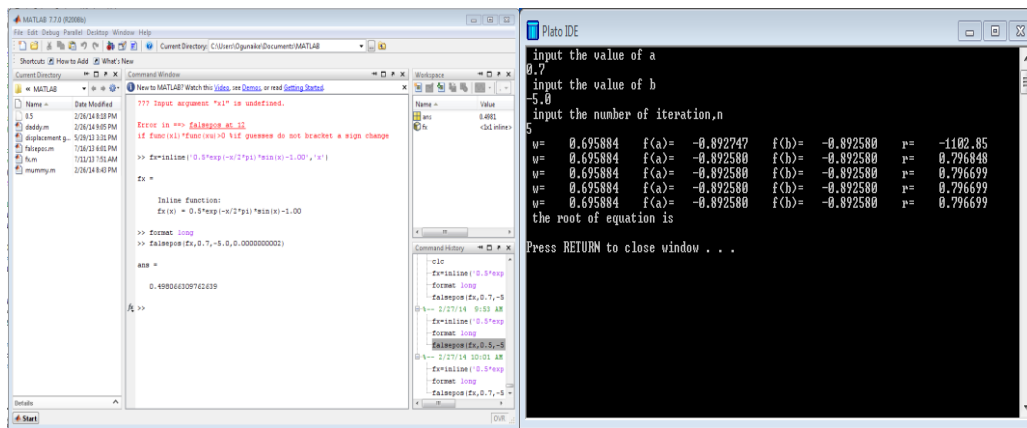 MATLAB 7.7.0 (R2008b)
File Edit Debug Parallel Desktop Window Help
Current Directory: C:\Users\Ogunaike\Documents\MATLAB
Shortcuts How to Add What's New
Current Directory
« MATLAB
Name Date Modified
0.5 2/26/14 8:18 PM
daddy.m 2/26/14 9:05 PM
displacement g... 5/29/13 3:31 PM
falsepos.m 7/16/13 6:01 PM
fx.m 7/11/13 7:51 AM
mummy.m 2/26/14 8:43 PM
Details
Start
Command Window
New to MATLAB? Watch this Video, see Demos, or read Getting Started.
??? Input argument "xl" is undefined.
Error in ==> falsepos at 12
if func(xl)*func(xu)>0 %if guesses do not bracket a sign change
>> fx=inline('0.5*exp(-x/2*pi)*sin(x)-1.00','x')
fx =
Inline function:
fx(x) = 0.5*exp(-x/2*pi)*sin(x)-1.00
>> format long
>> falsepos(fx,0.7,-5.0,0.0000000002)
ans =
0.498066309762639
fx >>
Workspace
Name Value
ans 0.4981
fx <1x1 inline>
Command History
clc
fx=inline('0.5*exp
format long
falsepos(fx,0.7,-5
%-- 2/27/14 9:53 AM
fx=inline('0.5*exp
format long
falsepos(fx,0.5,-5
%-- 2/27/14 10:01 AM
fx=inline('0.5*exp
format long
falsepos(fx,0.7,-5
OVR
Plato IDE
input the value of a
0.7
input the value of b
-5.0
input the number of iteration,n
5
w= 0.695884 f(a)= -0.892747 f(b)= -0.892580 r= -1102.85
w= 0.695884 f(a)= -0.892580 f(b)= -0.892580 r= 0.796848
w= 0.695884 f(a)= -0.892580 f(b)= -0.892580 r= 0.796699
w= 0.695884 f(a)= -0.892580 f(b)= -0.892580 r= 0.796699
w= 0.695884 f(a)= -0.892580 f(b)= -0.892580 r= 0.796699
the root of equation is
Press RETURN to close window . . .